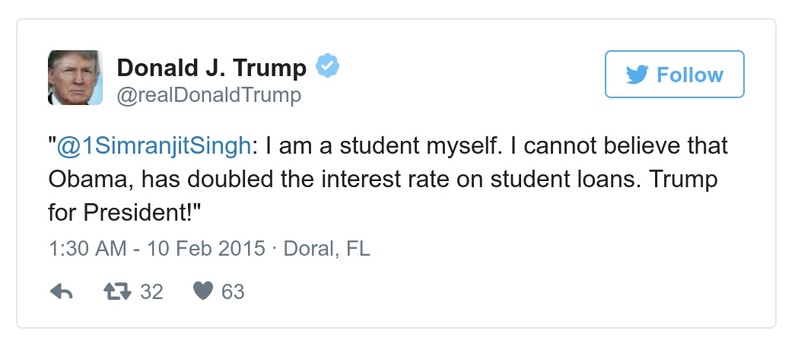 Donald J. Trump
@realDonaldTrump
Follow
"@1SimranjitSingh: I am a student myself. I cannot believe that
Obama, has doubled the interest rate on student loans. Trump
for President!"
1:30 AM - 10 Feb 2015 · Doral, FL
32 63